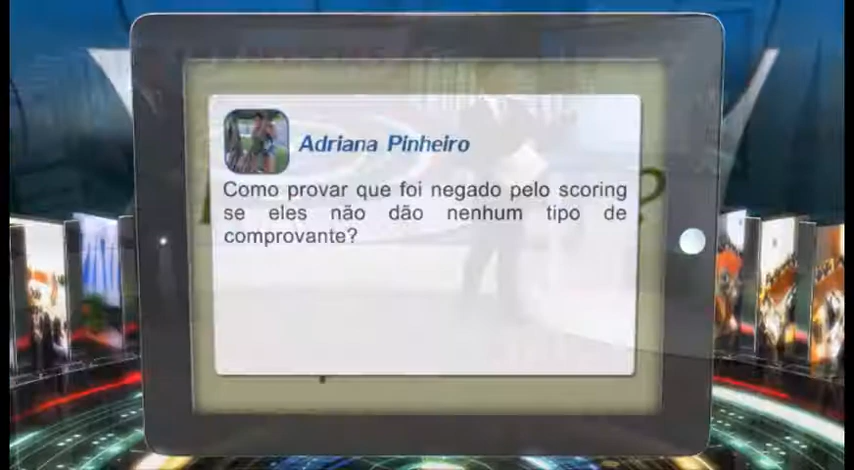 Adriana Pinheiro
Como provar que foi negado pelo scoring
se eles não dão nenhum tipo de
comprovante?
?